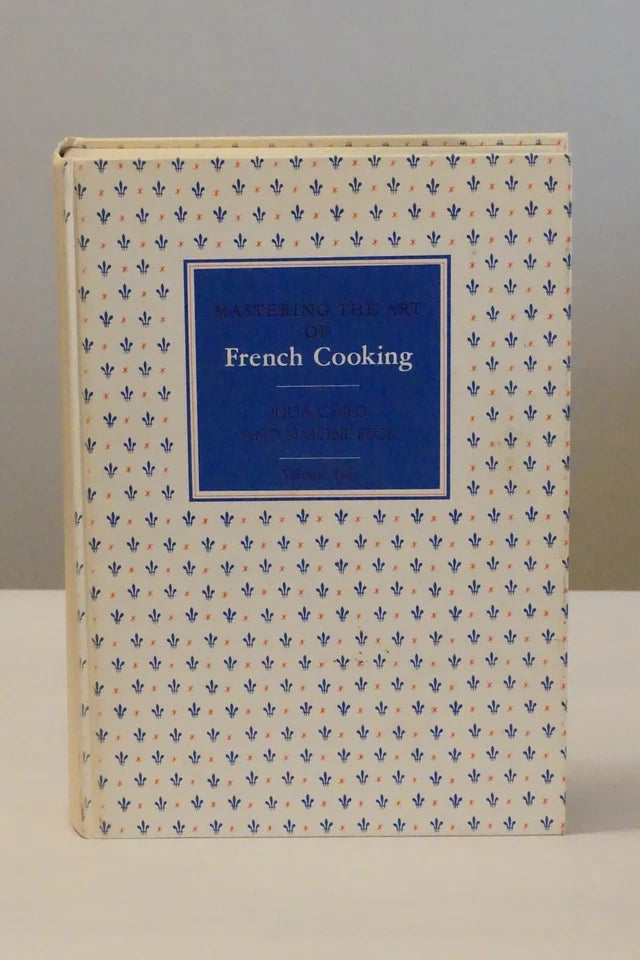 MASTERING THE ART
OF
French Cooking
JULIA CHILD
AND SIMONE BECK
Volume Two